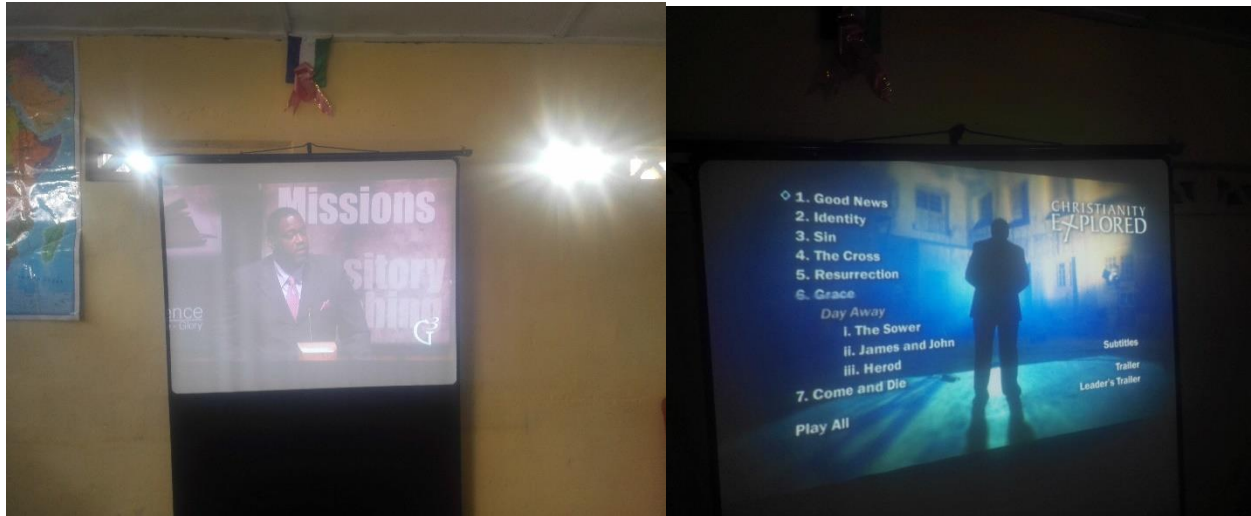 Missions
sitory
ence
G3
1. Good News
2. Identity
3. Sin
4. The Cross
5. Resurrection
6. Grace
Day Away
i. The Sower
ii. James and John
iii. Herod
7. Come and Die
Play All
CHRISTIANITY
EXPLORED
Subtitles
Trailer
Leader's Trailer